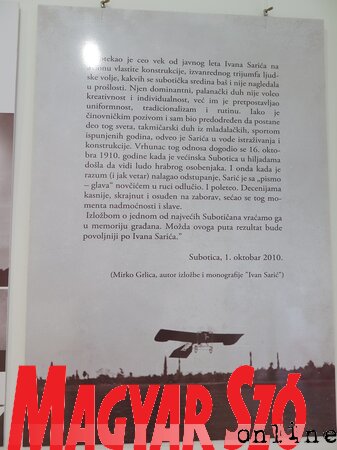 Protekao je ceo vek od javnog leta Ivana Sarića na
avionu vlastite konstrukcije, izvanrednog trijumfa ljud-
ske volje, kakvih se subotička sredina baš i nije nagledala
u prošlosti. Njen dominantni, palanački duh nije voleo
kreativnost i individualnost, već im je pretpostavljao
uniformnost, tradicionalizam i rutinu. Iako je
činovničkim pozivom i sam bio predodređen da postane
deo tog sveta, takmičarski duh iz mladalačkih, sportom
ispunjenih godina, odveo je Sarića u vode istraživanja i
konstrukcije. Vrhunac tog odnosa dogodio se 16. okto-
bra 1910. godine kada je većinska Subotica u hiljadama
došla da vidi ludo hrabrog osobenjaka. I onda kada je
razum (i jak vetar) nalagao odstupanje, Sarić je sa „pismo
– glava" novčićem u ruci odlučio. I poleteo. Decenijama
kasnije, skrajnut i osuđen na zaborav, sećao se tog mo-
menta nadmoćnosti i slave.
Izložbom o jednom od najvećih Subotičana vraćamo ga
u memoriju građana. Možda ovoga puta rezultat bude
povoljniji po Ivana Sarića."
Subotica, 1. oktobar 2010.
(Mirko Grlica, autor izložbe i monografije "Ivan Sarić")
MAGYAR SZÓ
online